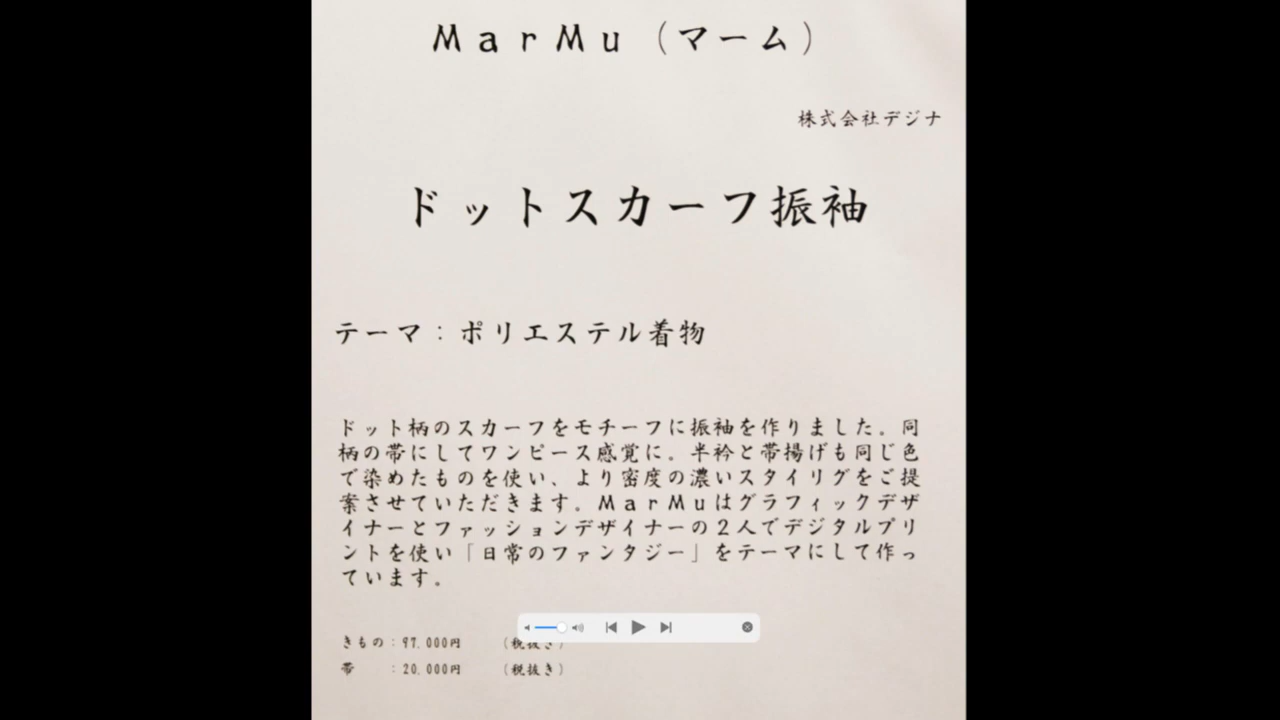 MarMu（マーム）
株式会社デジナ
ドットスカーフ振袖
テーマ：ポリエステル着物
ドット柄のスカーフをモチーフに振袖を作りました。同
柄の帯にしてワンピース感覚に。半衿と帯揚げも同じ色
で染めたものを使い、より密度の濃いスタイリグをご提
案させていただきます。MarMuはグラフィックデザ
イナーとファッションデザイナーの２人でデジタルプリ
ントを使い「日常のファンタジー」をテーマにして作っ
ています。
きもの：97,000円　（税抜き）
帯　：20,000円　（税抜き）